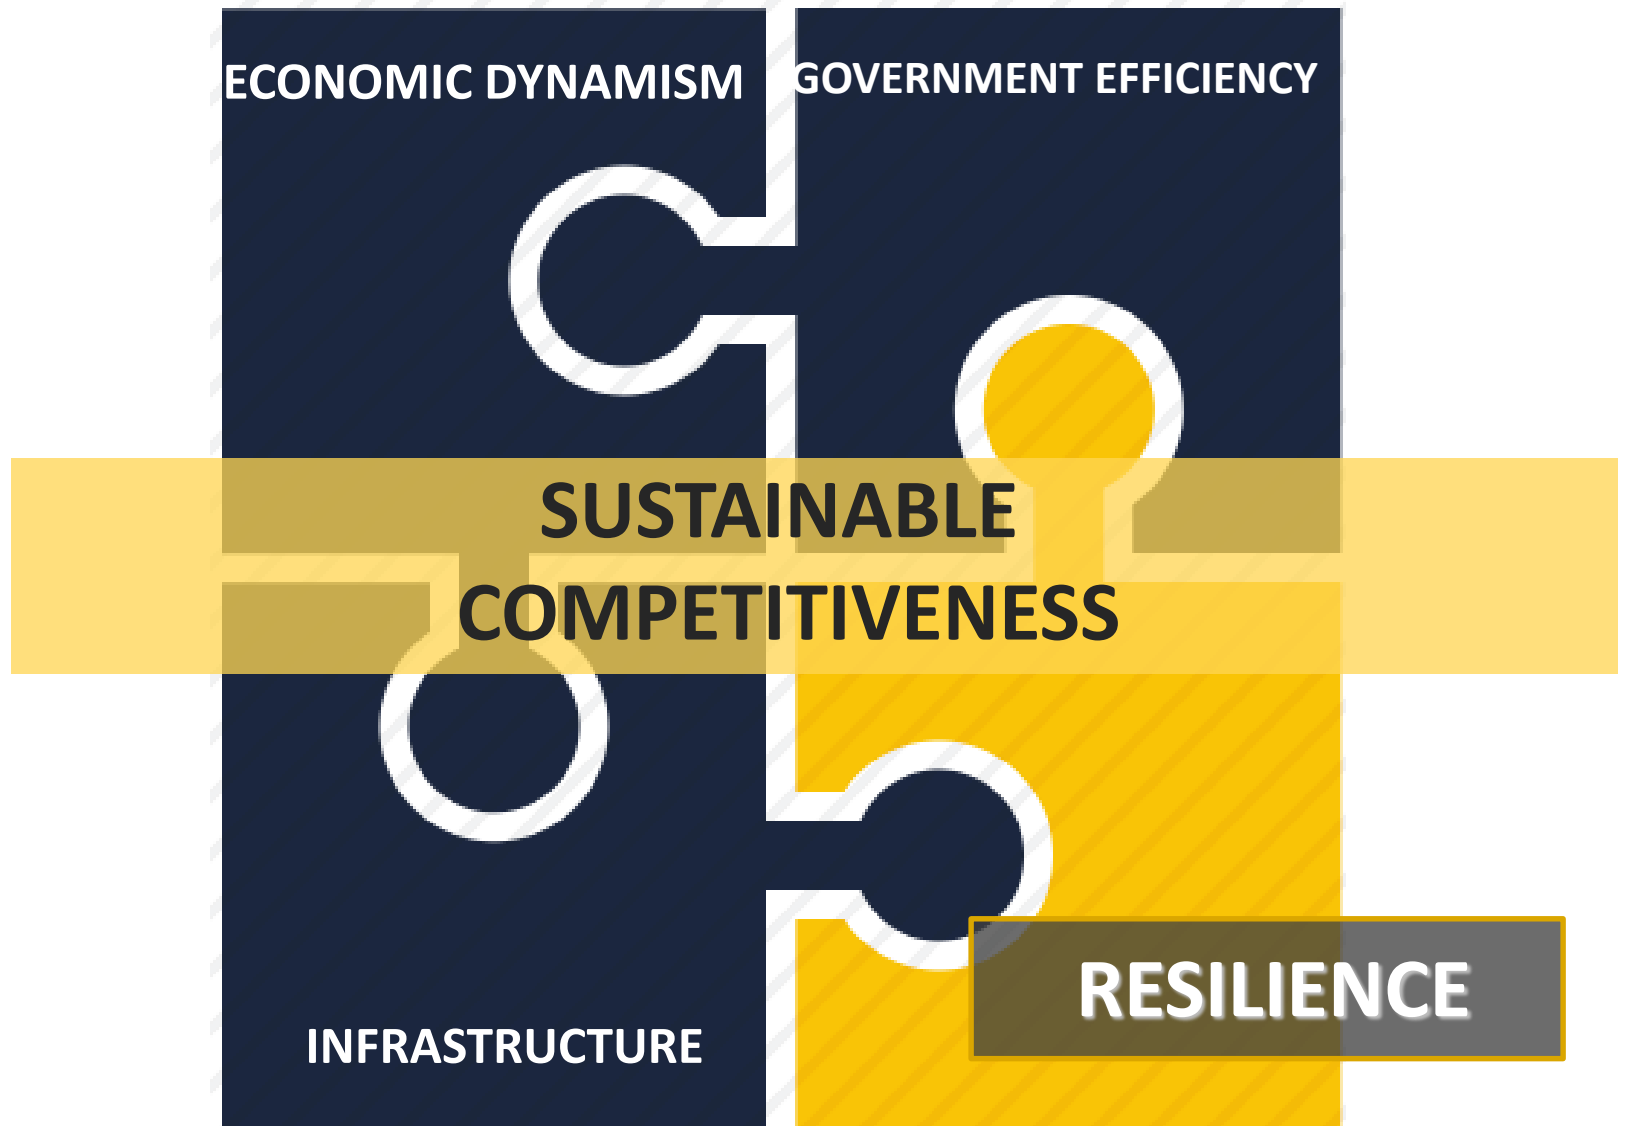 ECONOMIC DYNAMISM
GOVERNMENT EFFICIENCY
SUSTAINABLE
COMPETITIVENESS
INFRASTRUCTURE
RESILIENCE